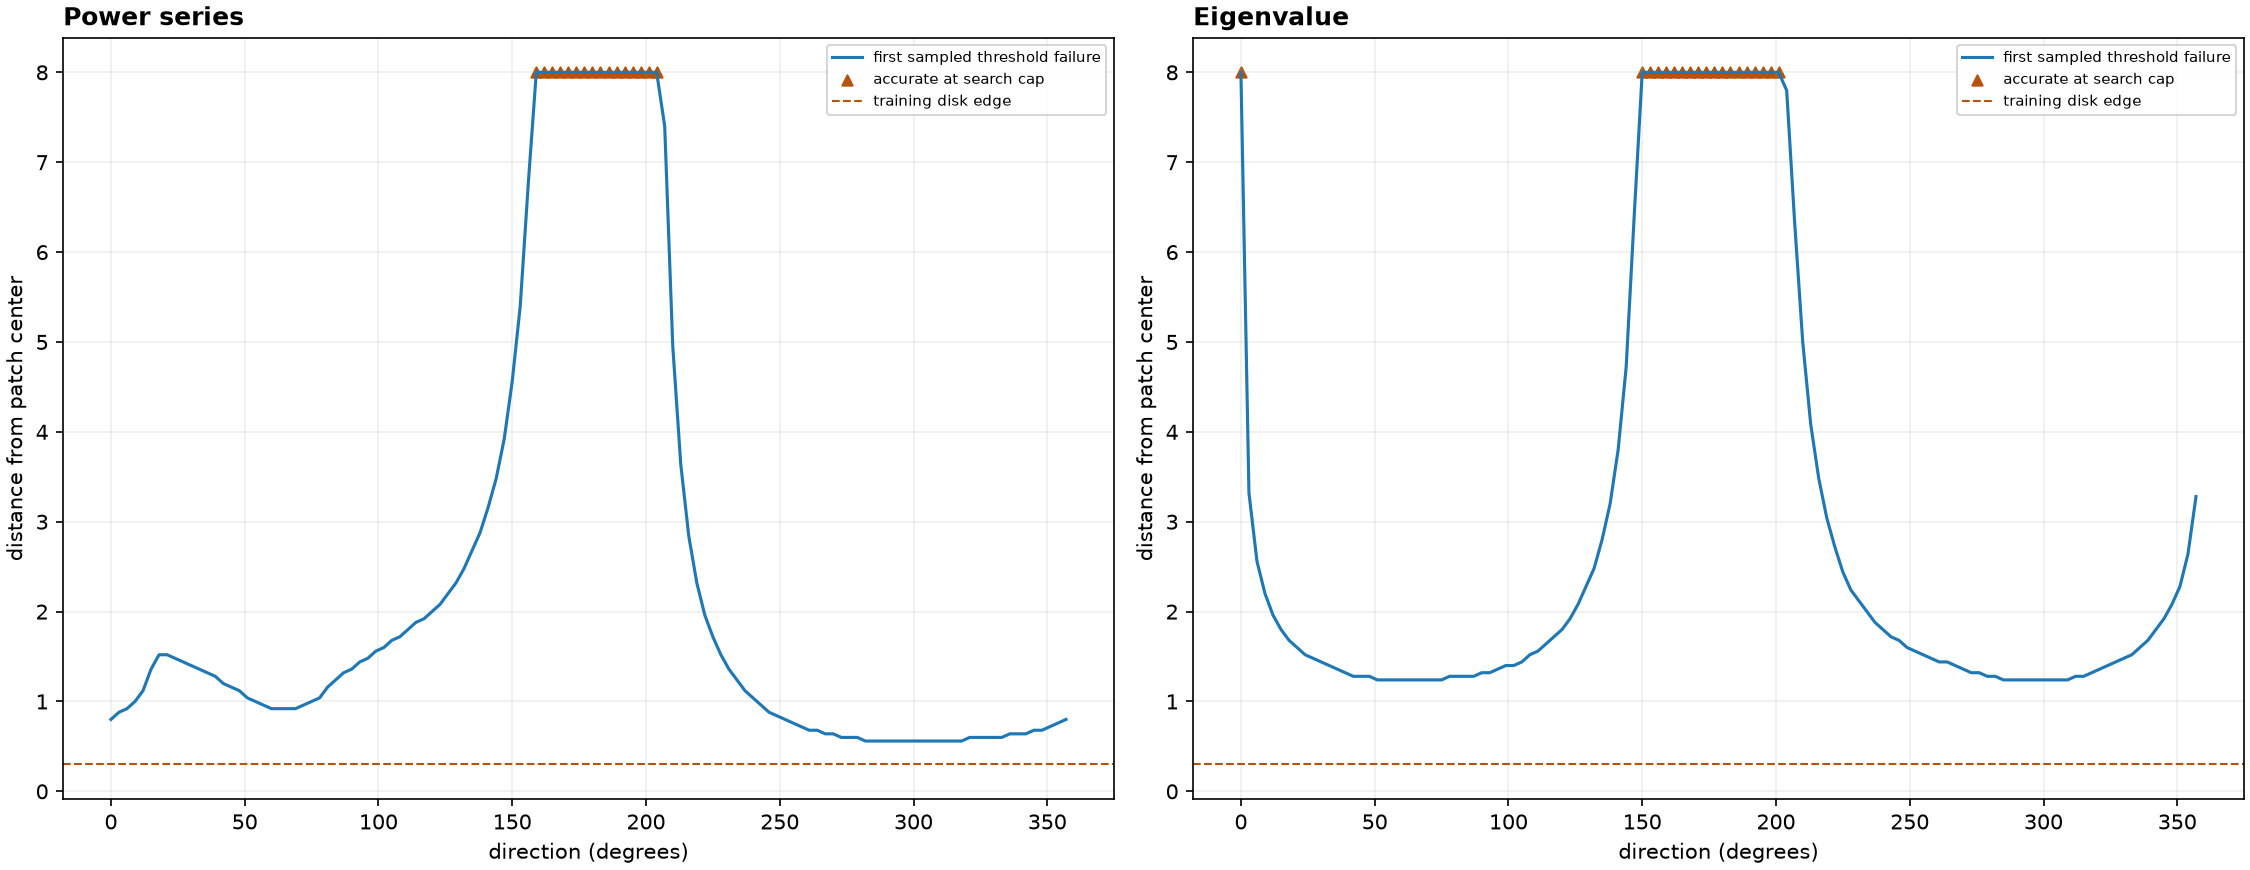 Power series
first sampled threshold failure
accurate at search cap
training disk edge
distance from patch center
8
7
6
5
4
3
2
1
0
0 50 100 150 200 250 300 350
direction (degrees)
Eigenvalue
first sampled threshold failure
accurate at search cap
training disk edge
distance from patch center
8
7
6
5
4
3
2
1
0
0 50 100 150 200 250 300 350
direction (degrees)